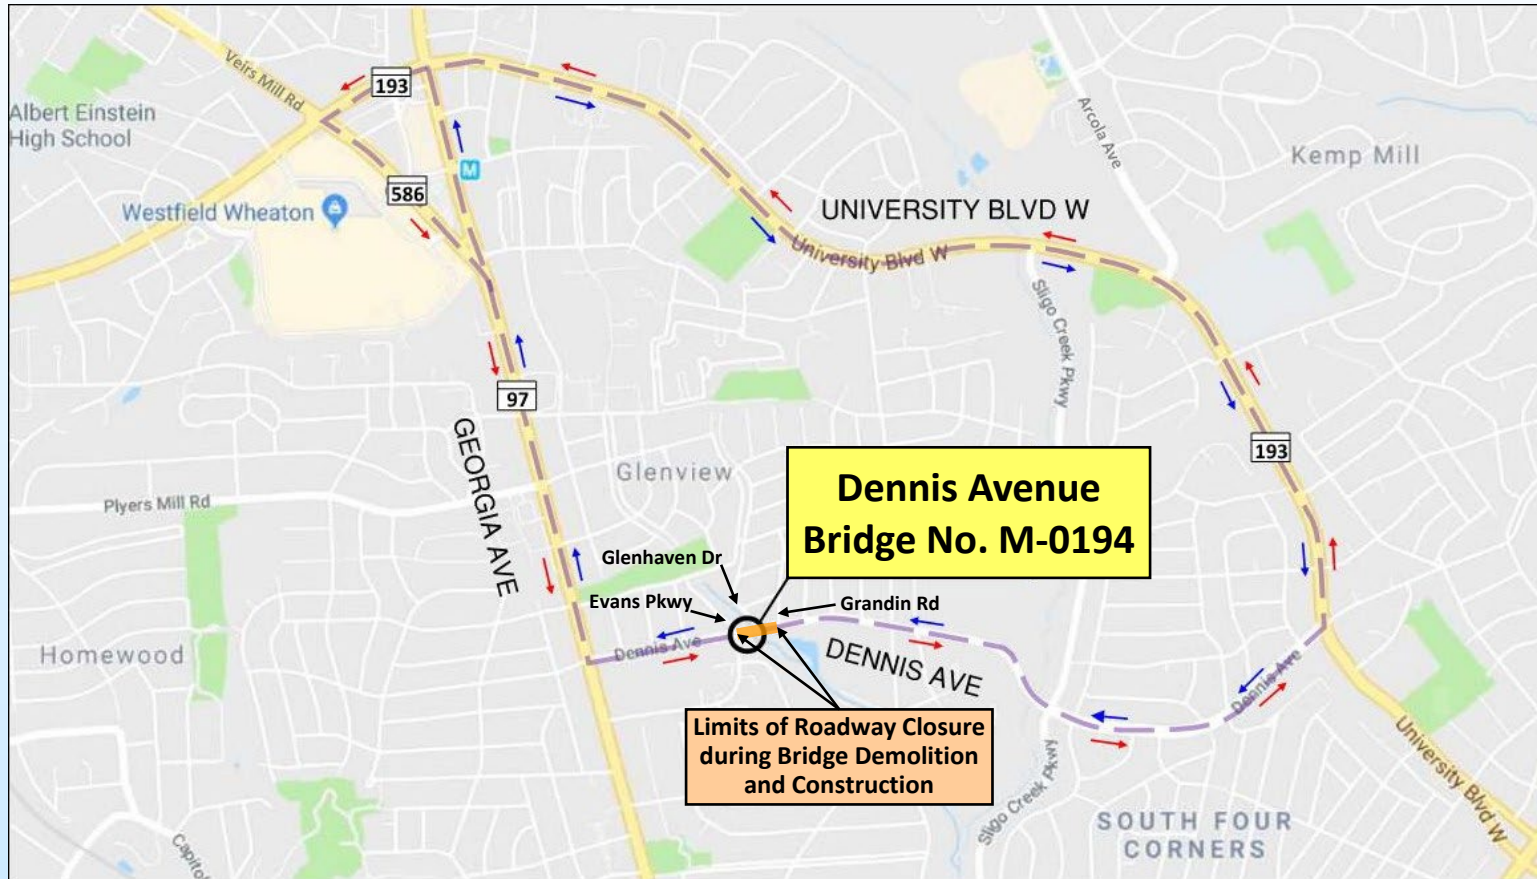 Veirs Mill Rd
193
Albert Einstein
High School
Arcola Ave
Kemp Mill
M
586
Westfield Wheaton
UNIVERSITY BLVD W
University Blvd W
Sligo Creek Pkwy
97
GEORGIA AVE
193
Glenview
Dennis Avenue
Bridge No. M-0194
Plyers Mill Rd
Glenhaven Dr
Evans Pkwy
Grandin Rd
Homewood
Dennis Ave
DENNIS AVE
Dennis Ave
Limits of Roadway Closure
during Bridge Demolition
and Construction
University Blvd W
Sligo Creek Pkwy
SOUTH FOUR
CORNERS
Capitol